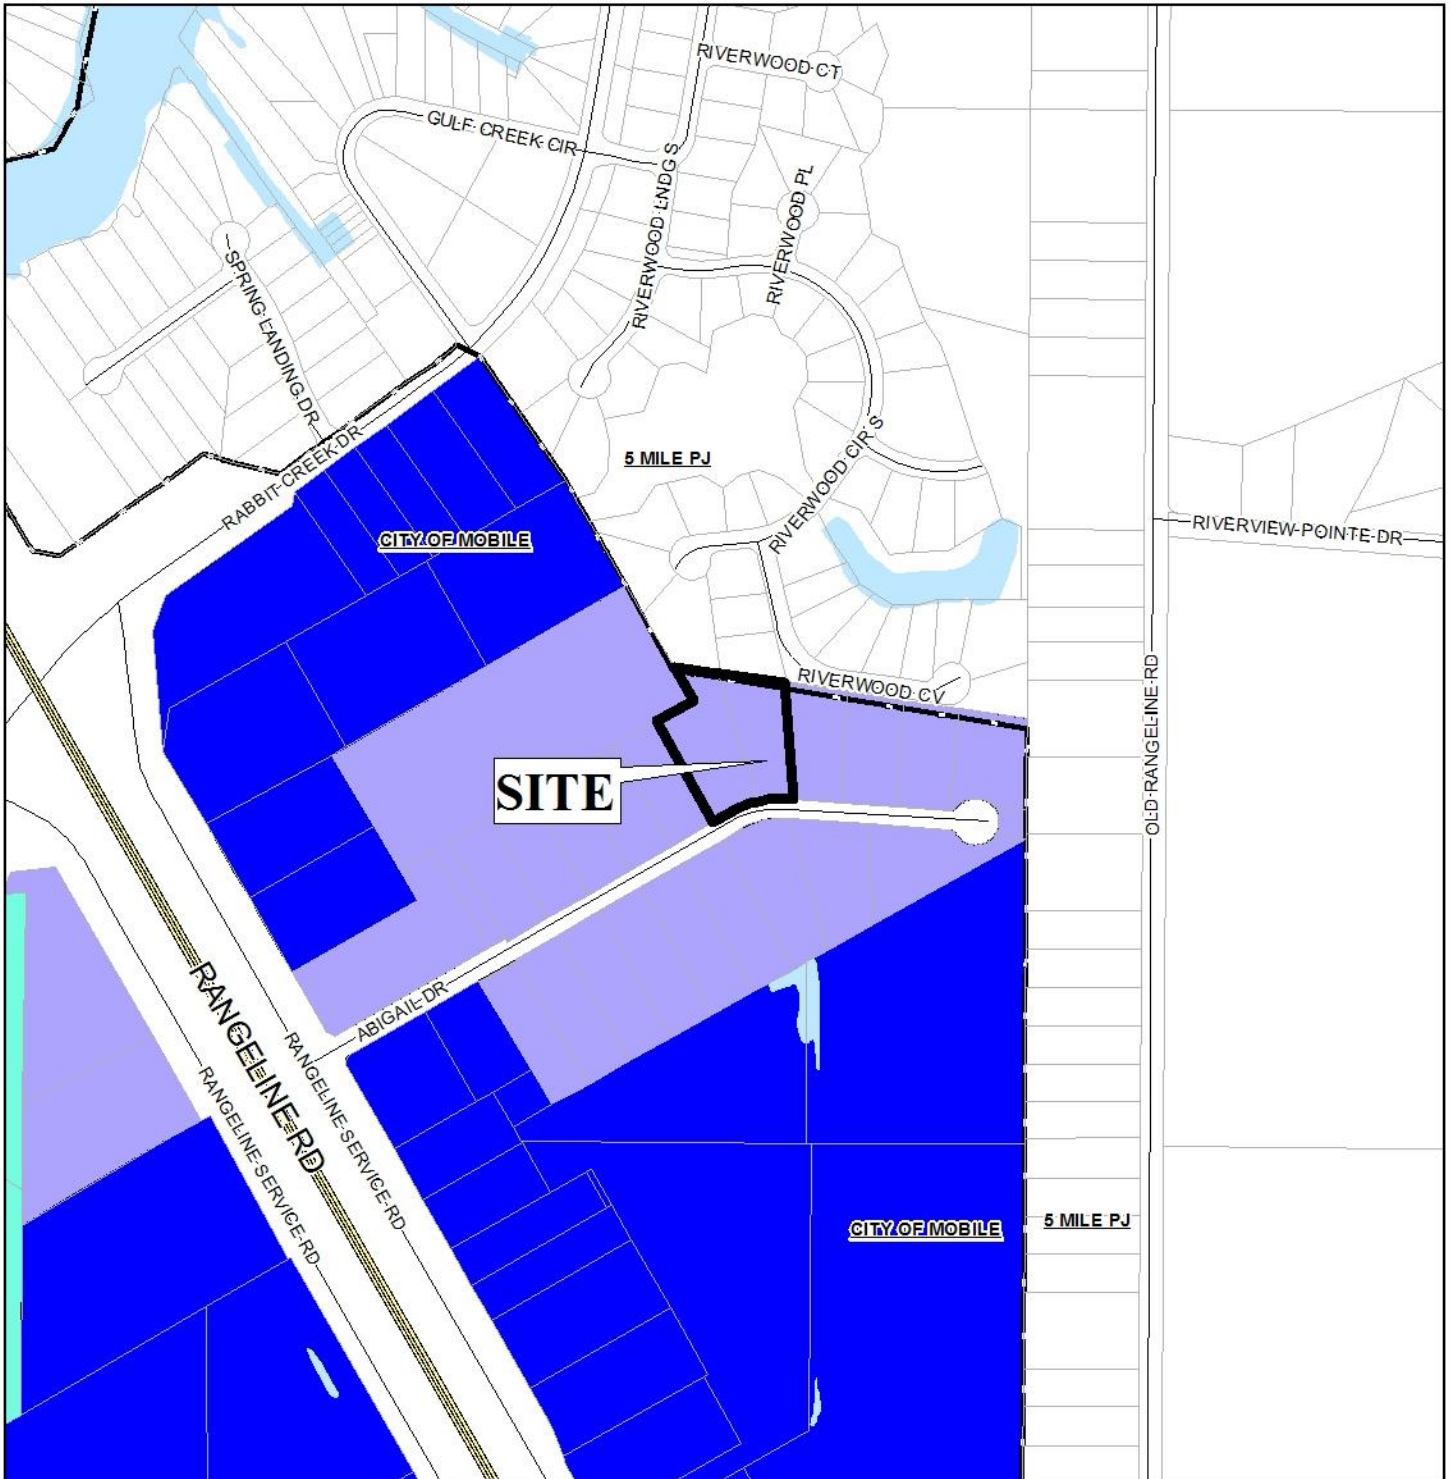 RIVERWOOD CT
GULF CREEK CIR
RIVERWOOD LNDG S
RIVERWOOD PL
SPRING LANDING DR
RABBIT CREEK DR
5 MILE PJ
RIVERWOOD CIR S
CITY OF MOBILE
RIVERVIEW POINTE DR
RIVERWOOD CV
OLD RANGELINE RD
SITE
ABIGAIL DR
RANGELINE RD
RANGELINE SERVICE RD
RANGELINE SERVICE RD
CITY OF MOBILE
5 MILE PJ